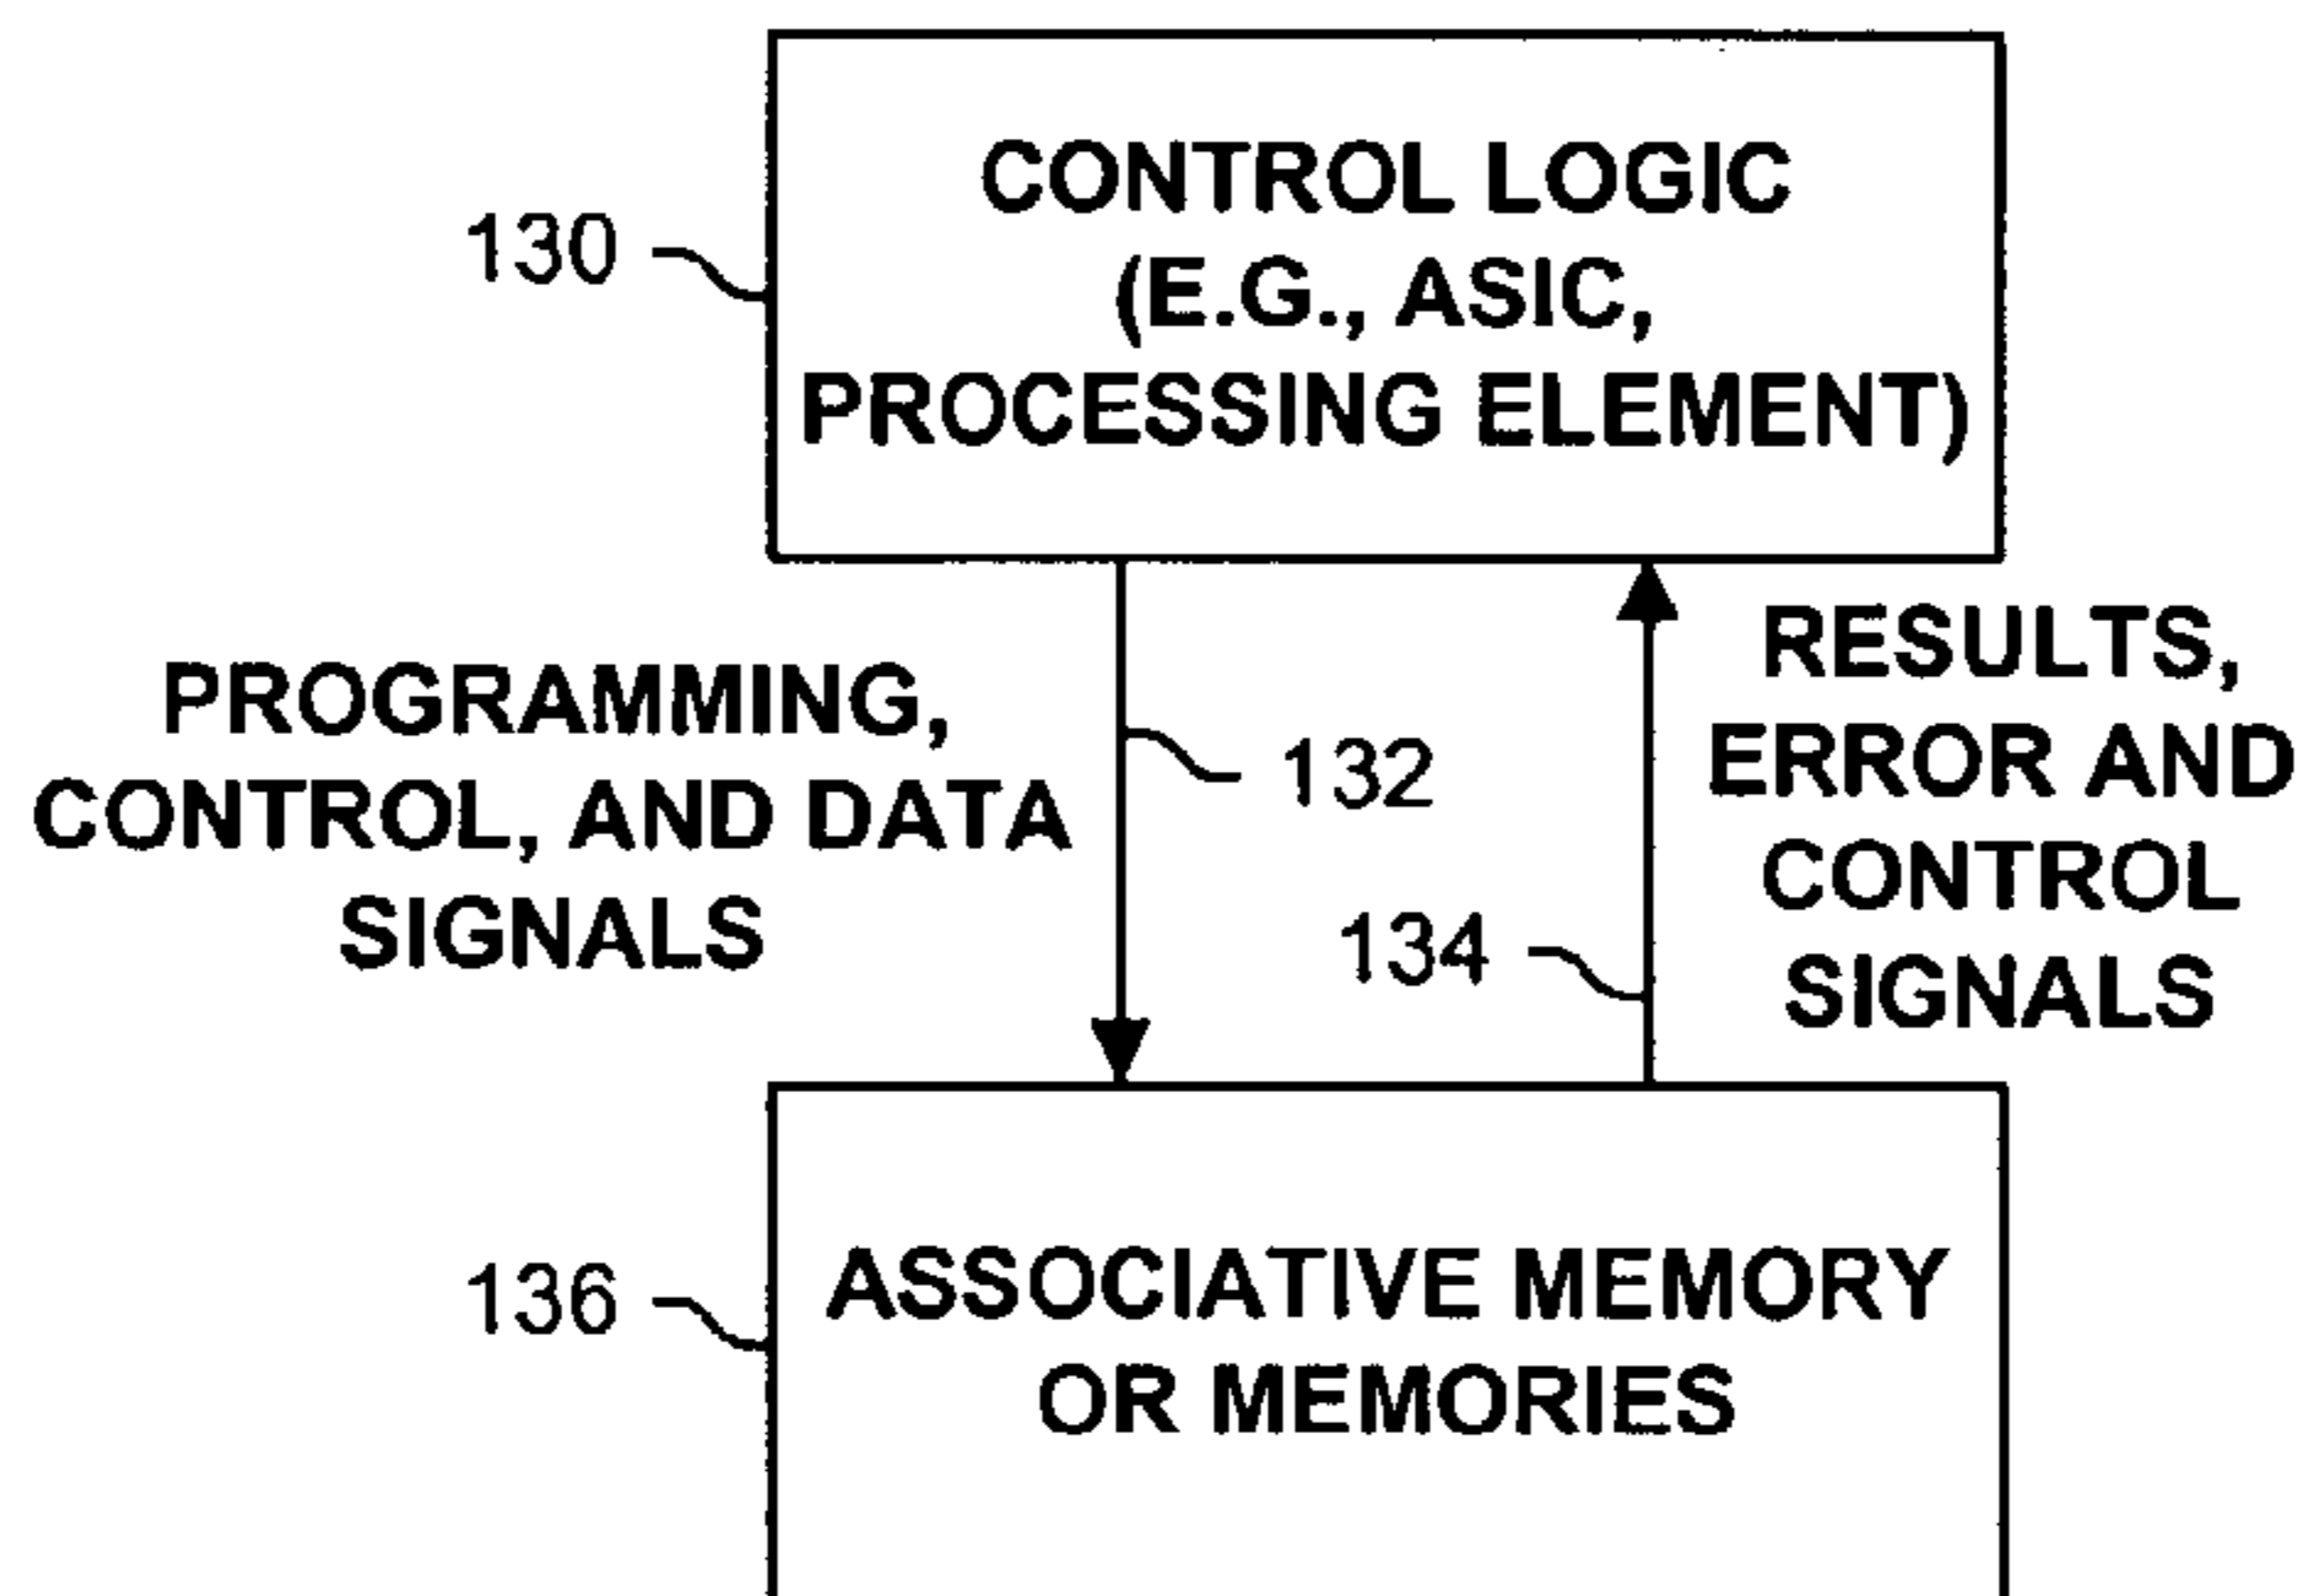 CONTROL LOGIC
(E.G., ASIC,
PROCESSING ELEMENT)
130
PROGRAMMING,
CONTROL, AND DATA
SIGNALS
132
134
RESULTS,
ERROR AND
CONTROL
SIGNALS
136
ASSOCIATIVE MEMORY
OR MEMORIES